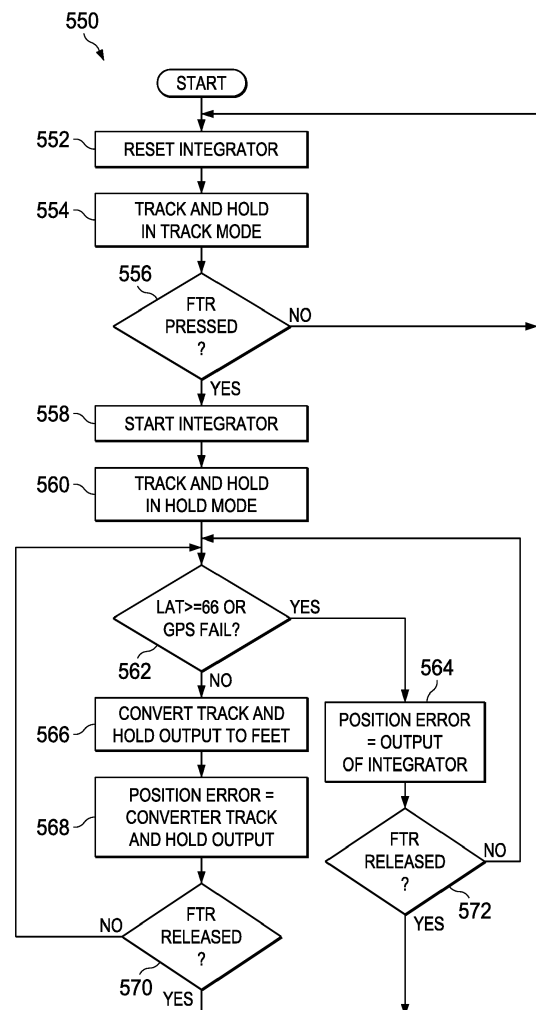 550
START
552
RESET INTEGRATOR
554
TRACK AND HOLD
IN TRACK MODE
556
FTR
PRESSED
?
NO
YES
558
START INTEGRATOR
560
TRACK AND HOLD
IN HOLD MODE
LAT>=66 OR
GPS FAIL?
YES
562
NO
564
POSITION ERROR
= OUTPUT
OF INTEGRATOR
566
CONVERT TRACK AND
HOLD OUTPUT TO FEET
568
POSITION ERROR =
CONVERTER TRACK
AND HOLD OUTPUT
FTR
RELEASED
?
NO
572
YES
FTR
RELEASED
?
NO
570
YES